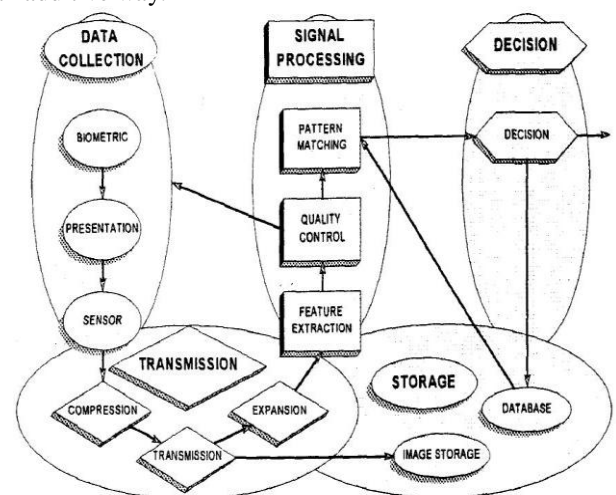 DATA
COLLECTION
SIGNAL
PROCESSING
DECISION
BIOMETRIC
PATTERN
MATCHING
DECISION
PRESENTATION
QUALITY
CONTROL
SENSOR
FEATURE
EXTRACTION
TRANSMISSION
STORAGE
COMPRESSION
EXPANSION
DATABASE
TRANSMISSION
IMAGE STORAGE